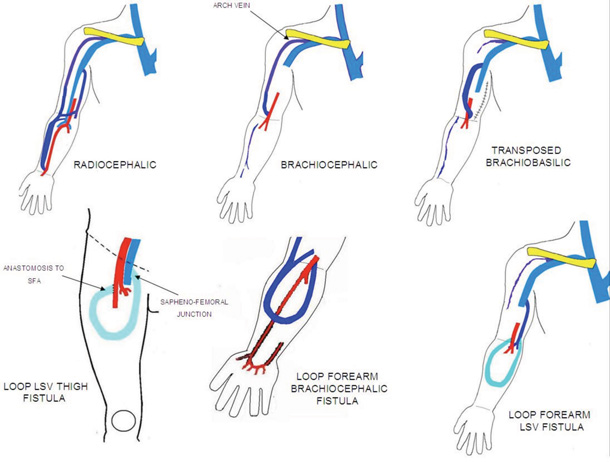 ARCH VEIN
RADIOCEPHALIC
BRACHIOCEPHALIC
TRANSPOSED
BRACHIOBASILIC
ANASTOMOSIS TO
SFA
SAPHENO-FEMORAL
JUNCTION
LOOP LSV THIGH
FISTULA
LOOP FOREARM
BRACHIOCEPHALIC
FISTULA
LOOP FOREARM
LSV FISTULA